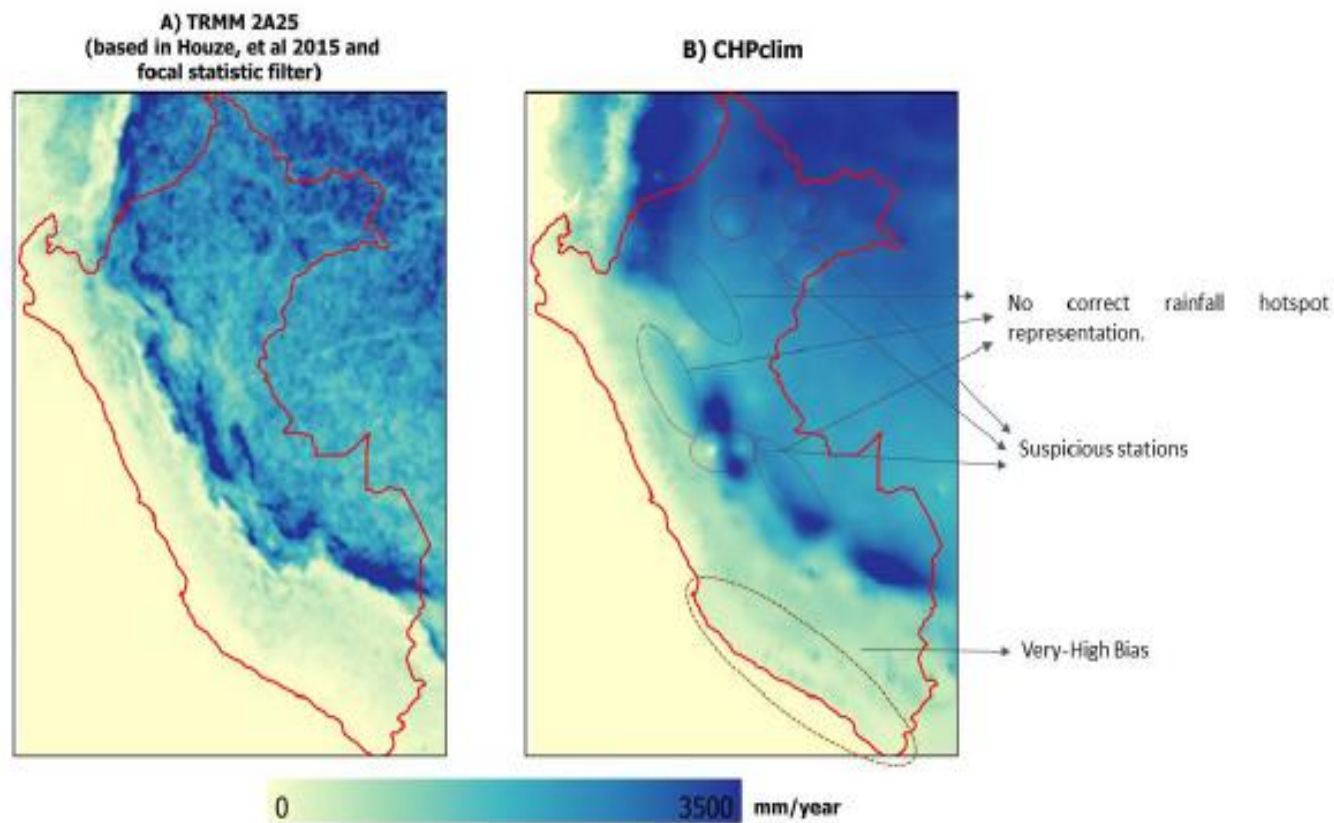 A) TRMM 2A25
(based in Houze, et al 2015 and
focal statistic filter)
B) CHPclim
No correct rainfall hotspot
representation.
Suspicious stations
Very-High Bias
0
3500
mm/year